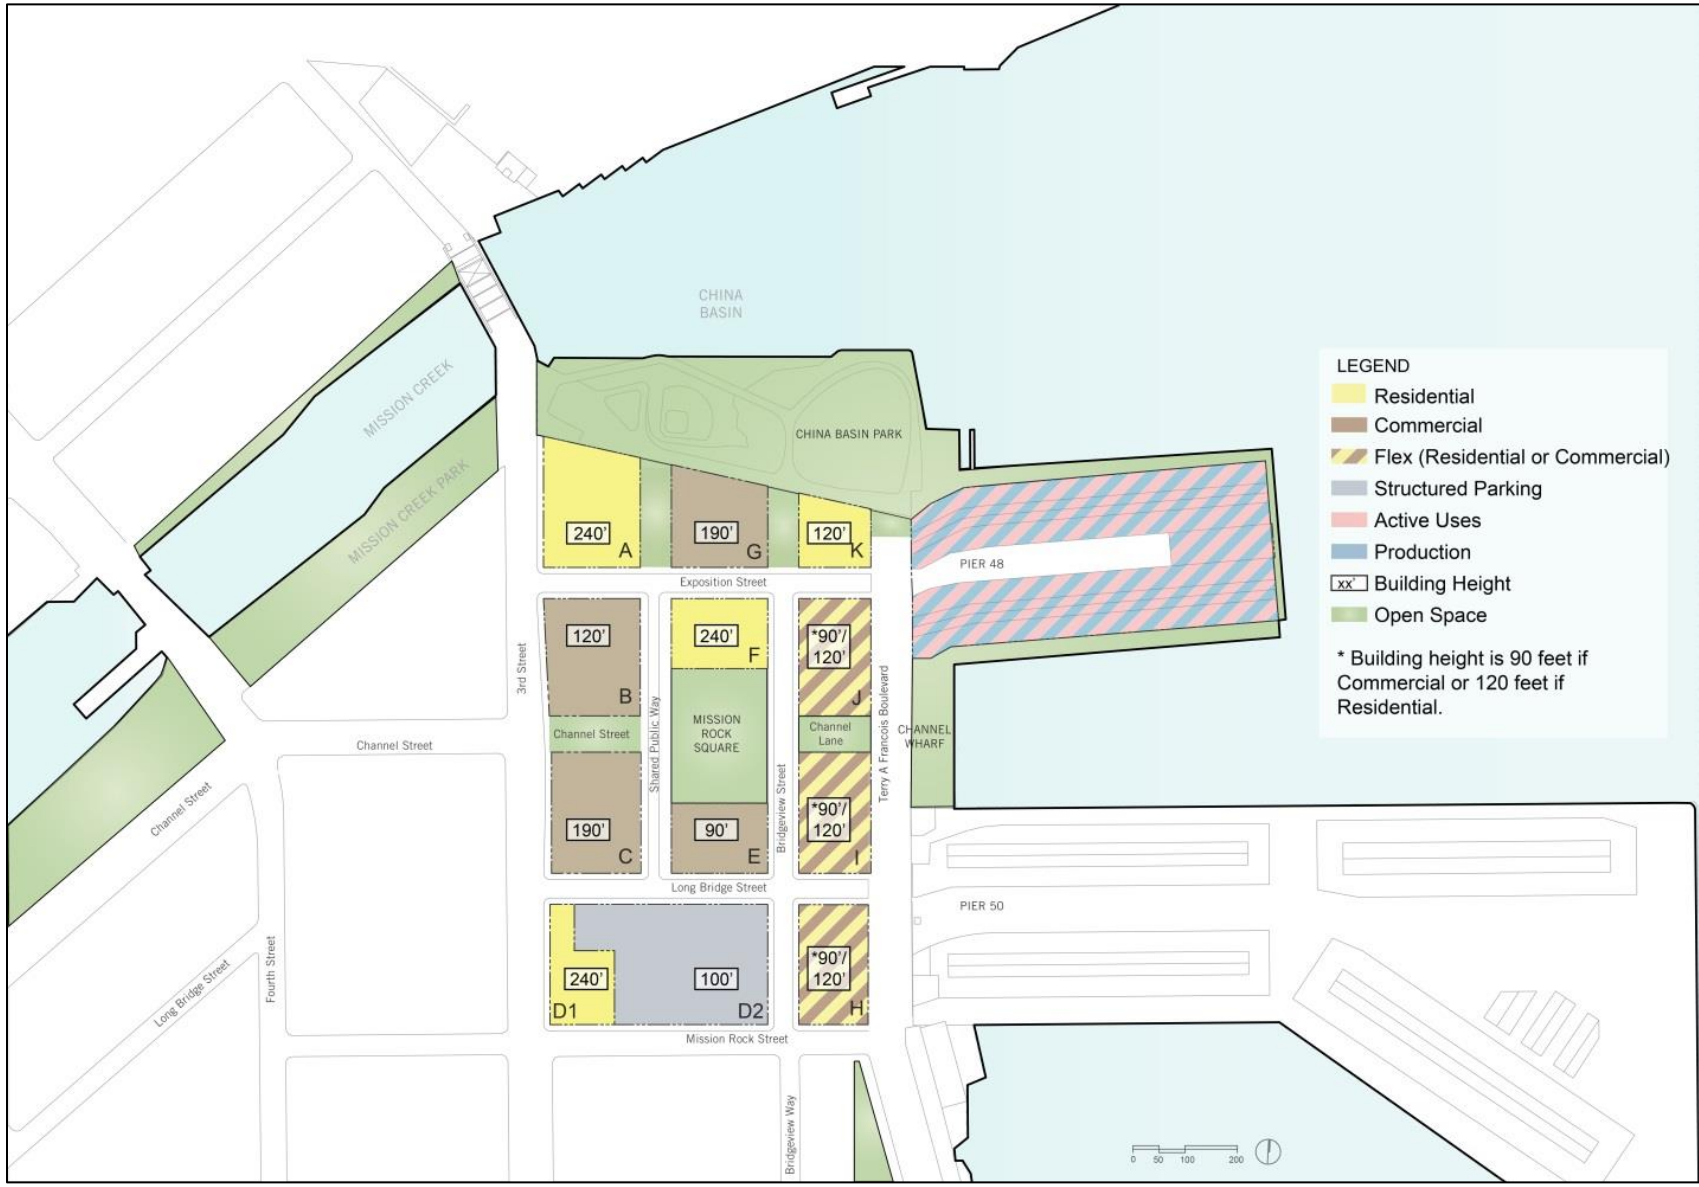 CHINA
BASIN
MISSION CREEK
MISSION CREEK PARK
CHINA BASIN PARK
LEGEND
Residential
Commercial
Flex (Residential or Commercial)
Structured Parking
Active Uses
Production
xx' Building Height
Open Space
* Building height is 90 feet if
Commercial or 120 feet if
Residential.
240'
A
190'
G
120'
K
PIER 48
Exposition Street
120'
B
240'
F
*90'/
120'
J
3rd Street
Shared Public Way
MISSION
ROCK
SQUARE
Channel Street
Channel
Lane
Terry A Francois Boulevard
CHANNEL
WHARF
Channel Street
Channel Street
Bridgeview Street
190'
C
90'
E
*90'/
120'
I
Long Bridge Street
PIER 50
Fourth Street
Long Bridge Street
240'
D1
100'
D2
*90'/
120'
H
Mission Rock Street
Bridgeview Way
0 50 100 200